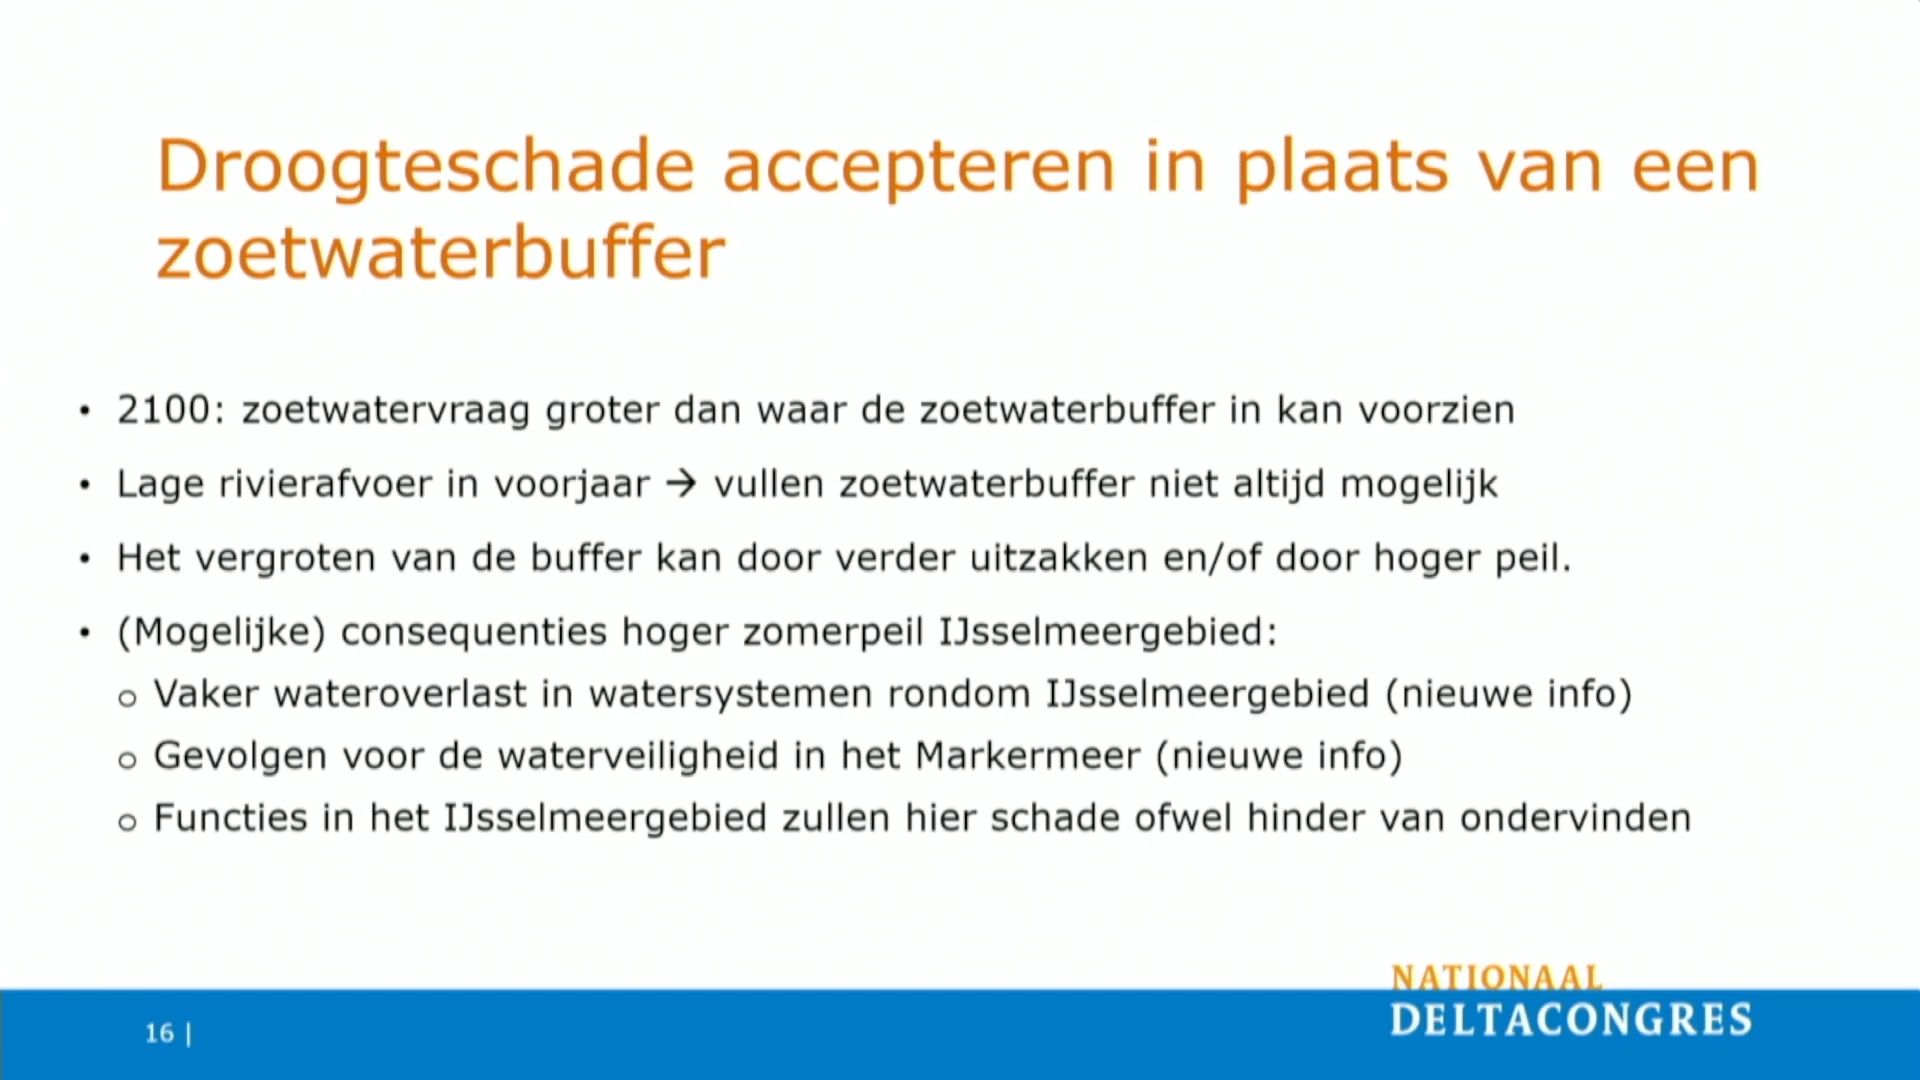 Droogteschade accepteren in plaats van een
zoetwaterbuffer
• 2100: zoetwatervraag groter dan waar de zoetwaterbuffer in kan voorzien
• Lage rivierafvoer in voorjaar → vullen zoetwaterbuffer niet altijd mogelijk
• Het vergroten van de buffer kan door verder uitzakken en/of door hoger peil.
• (Mogelijke) consequenties hoger zomerpeil IJsselmeergebied:
o Vaker wateroverlast in watersystemen rondom IJsselmeergebied (nieuwe info)
o Gevolgen voor de waterveiligheid in het Markermeer (nieuwe info)
o Functies in het IJsselmeergebied zullen hier schade ofwel hinder van ondervinden
16 |
NATIONAAL
DELTACONGRES